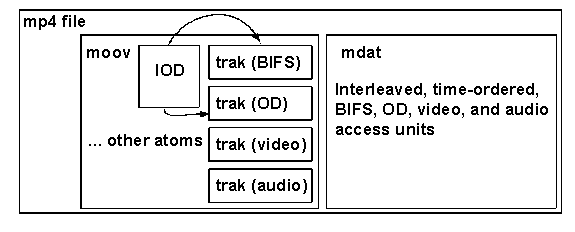 mp4 file
moov
IOD
trak (BIFS)
trak (OD)
... other atoms
trak (video)
trak (audio)
mdat
Interleaved, time-ordered,
BIFS, OD, video, and audio
access units